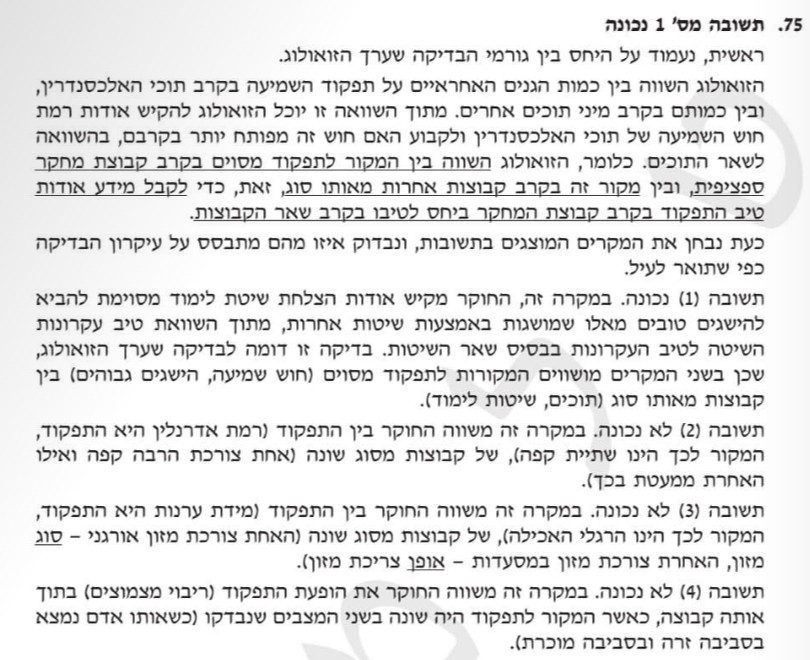 75. תשובה מס' 1 נכונה
ראשית, נעמוד על היחס בין גורמי הבדיקה שערך הזואולוג.
הזואולוג השווה בין כמות הגנים האחראיים על תפקוד השמיעה בקרב תוכי האלכסנדרין,
ובין כמותם בקרב מיני תוכים אחרים. מתוך השוואה זו יוכל הזואולוג להקיש אודות רמת
חוש השמיעה של תוכי האלכסנדרין ולקבוע האם חוש זה מפותח יותר בקרבם, בהשוואה
לשאר התוכים. כלומר, הזואולוג השווה בין המקור לתפקוד מסוים בקרב קבוצת מחקר
ספציפית, ובין מקור זה בקרב קבוצות אחרות מאותו סוג, זאת, כדי לקבל מידע אודות
טיב התפקוד בקרב קבוצת המחקר ביחס לטיבו בקרב שאר הקבוצות.
כעת נבחן את המקרים המוצגים בתשובות, ונבדוק איזו מהם מתבסס על עיקרון הבדיקה
כפי שתואר לעיל.
תשובה (1) נכונה. במקרה זה, החוקר מקיש אודות הצלחת שיטת לימוד מסוימת להביא
להישגים טובים מאלו שמושגות באמצעות שיטות אחרות, מתוך השוואת טיב עקרונות
השיטה לטיב העקרונות בבסיס שאר השיטות. בדיקה זו דומה לבדיקה שערך הזואולוג,
שכן בשני המקרים מושווים המקורות לתפקוד מסוים (חוש שמיעה, הישגים גבוהים) בין
קבוצות מאותו סוג (תוכים, שיטות לימוד).
תשובה (2) לא נכונה. במקרה זה משווה החוקר בין התפקוד (רמת אדרנלין היא התפקוד,
המקור לכך הינו שתיית קפה), של קבוצות מסוג שונה (אחת צורכת הרבה קפה ואילו
האחרת ממעטת בכך).
תשובה (3) לא נכונה. במקרה זה משווה החוקר בין התפקוד (מידת ערנות היא התפקוד,
המקור לכך הינו הרגלי האכילה), של קבוצות מסוג שונה (האחת צורכת מזון אורגני – סוג
מזון, האחרת צורכת מזון במסעדות – אופן צריכת מזון).
תשובה (4) לא נכונה. במקרה זה משווה החוקר את הופעת התפקוד (ריבוי מצמוצים) בתוך
אותה קבוצה, כאשר המקור לתפקוד היה שונה בשני המצבים שנבדקו (כשאותו אדם נמצא
בסביבה זרה ובסביבה מוכרת).